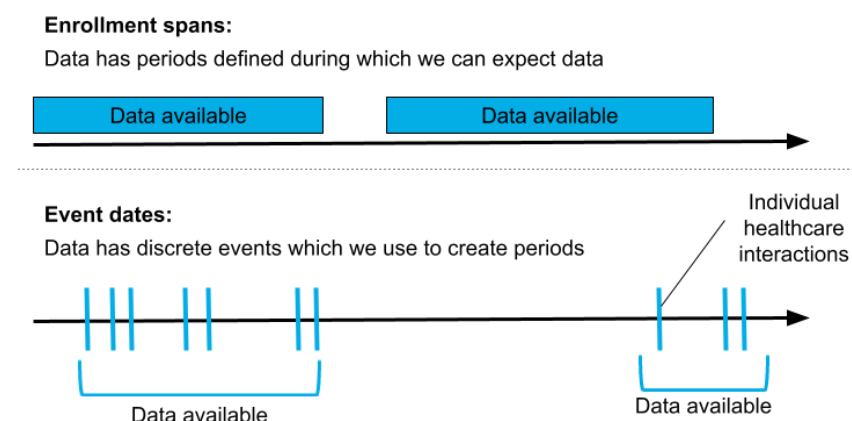 Enrollment spans:
Data has periods defined during which we can expect data
Data available
Data available
Event dates:
Data has discrete events which we use to create periods
Individual
healthcare
interactions
Data available
Data available